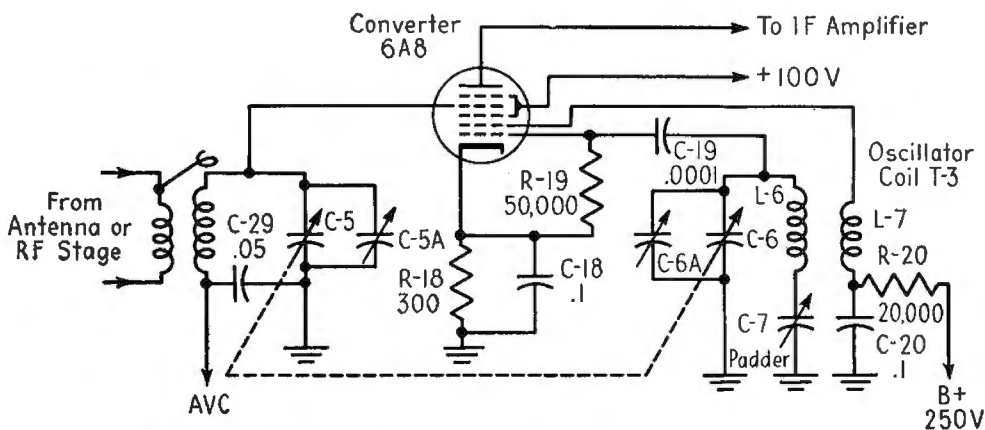 Converter
6A8
To IF Amplifier
+100V
From
Antenna or
RF Stage
C-29
.05
C-5
C-5A
AVC
R-18
300
C-18
.1
R-19
50,000
C-19
.0001
C-6A
C-6
L-6
C-7
Padder
Oscillator
Coil T-3
L-7
R-20
20,000
C-20
.1
B+
250V